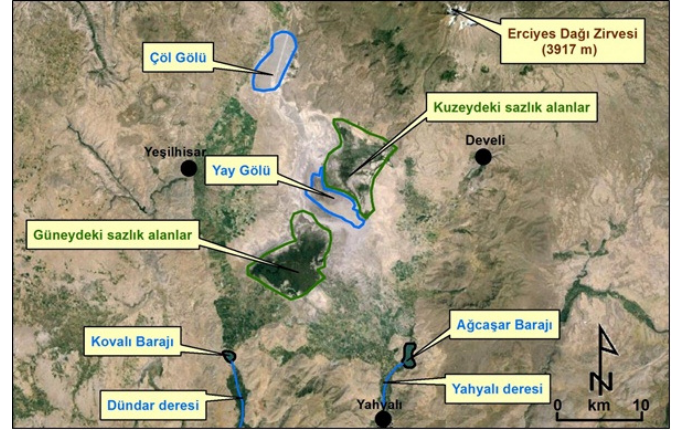 Erciyes Dağı Zirvesi
(3917 m)
Çöl Gölü
Kuzeydeki sazlık alanlar
Develi
Yeşilhisar
Yay Gölü
Güneydeki sazlık alanlar
Ağcaşar Barajı
Kovalı Barajı
Yahyalı deresi
Dündar deresi
Yahyalı
N
0 km 10